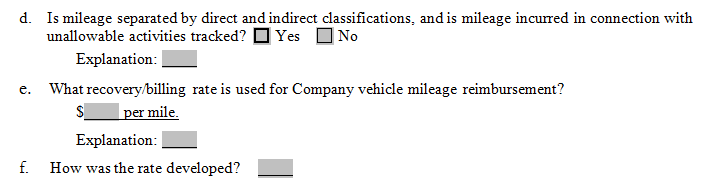 d. Is mileage separated by direct and indirect classifications, and is mileage incurred in connection with
unallowable activities tracked? ☐ Yes ☐ No
Explanation:
e. What recovery/billing rate is used for Company vehicle mileage reimbursement?
$ per mile.
Explanation:
f. How was the rate developed?